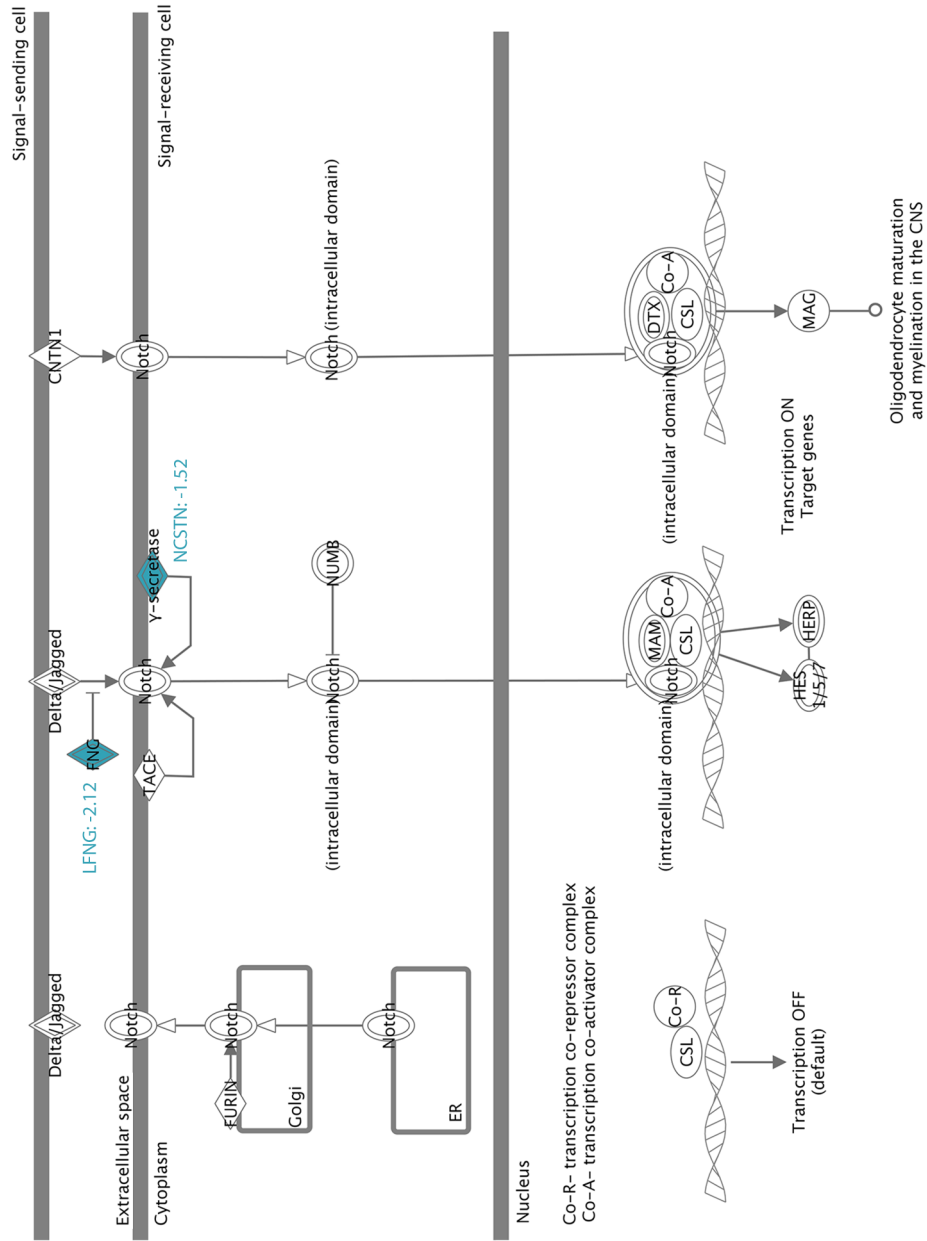 Signal-sending cell
Signal-receiving cell
Extracellular space
Cytoplasm
Nucleus
Delta/Jagged
Notch
FURIN
Notch
Golgi
Notch
ER
Co-R- transcription co-repressor complex
Co-A- transcription co-activator complex
CSL
Co-R
Transcription OFF
(default)
LFNG: -2.12
FNG
Delta/Jagged
TACE
Notch
γ-secretase
NCSTN: -1.52
(intracellular domain)
Notch
NUMB
(intracellular domain)
Notch
MAM
CSL
Co-A
HES
1/5/7
HERP
CNTN1
Notch
Notch (intracellular domain)
(intracellular domain)
Notch
DTX
CSL
Co-A
Transcription ON
Target genes
MAG
Oligodendrocyte maturation
and myelination in the CNS